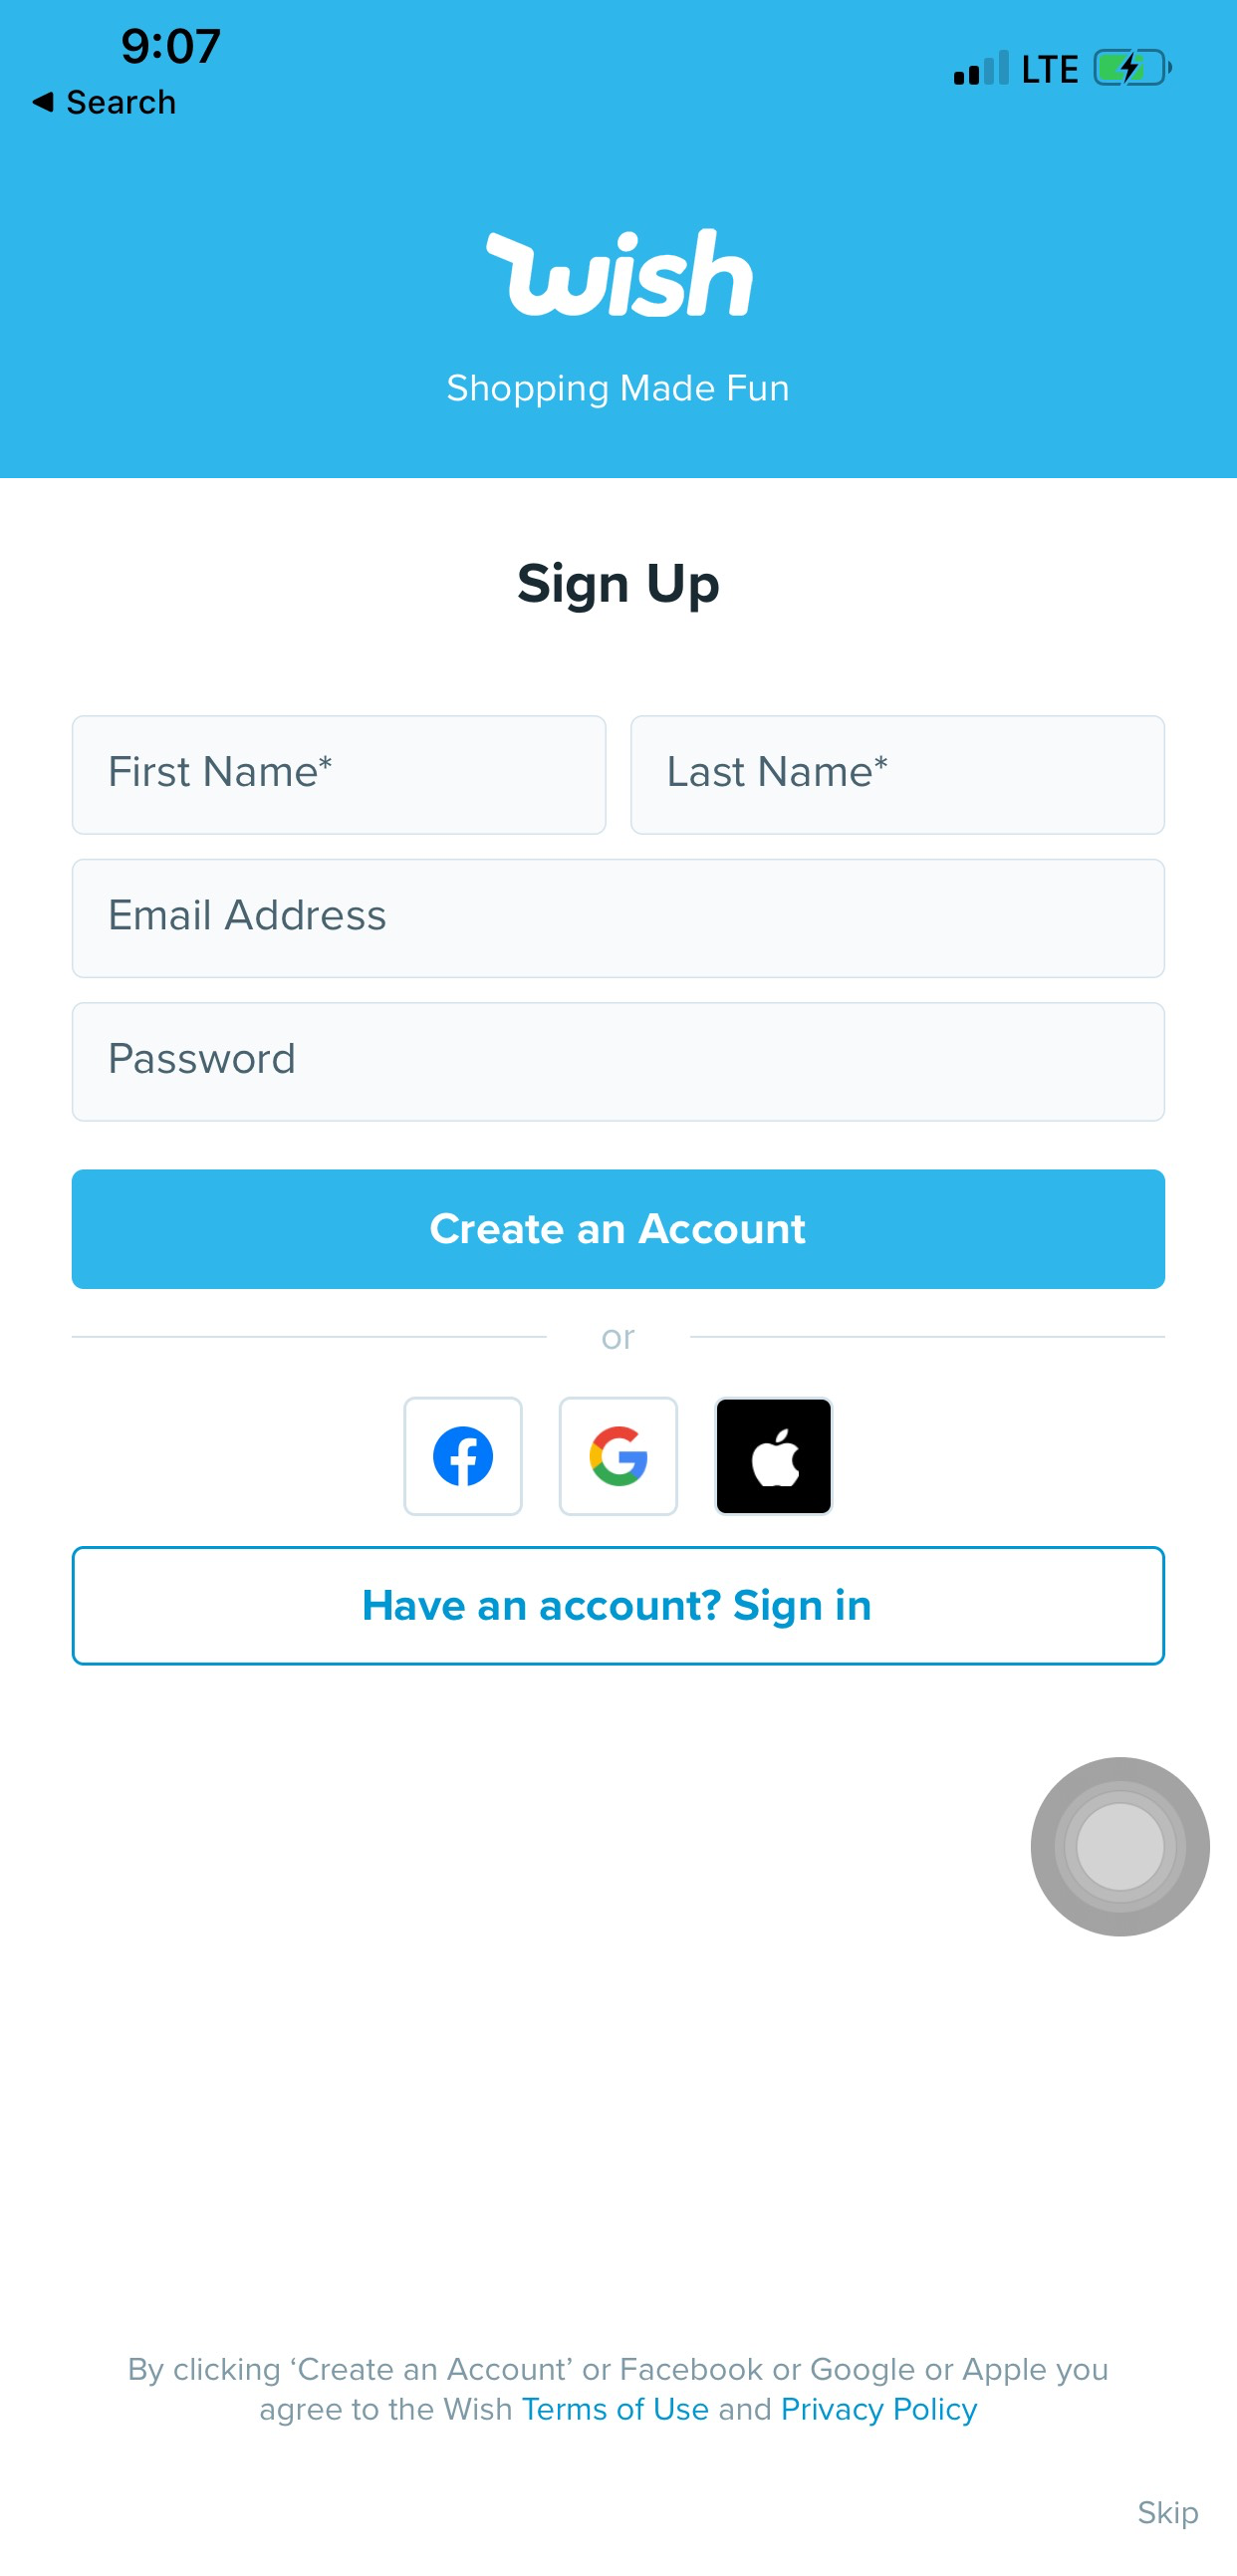 9:07
LTE
Search
wish
Shopping Made Fun
Sign Up
First Name*
Last Name*
Email Address
Password
Create an Account
or
Have an account? Sign in
By clicking ‘Create an Account’ or Facebook or Google or Apple you
agree to the Wish Terms of Use and Privacy Policy
Skip